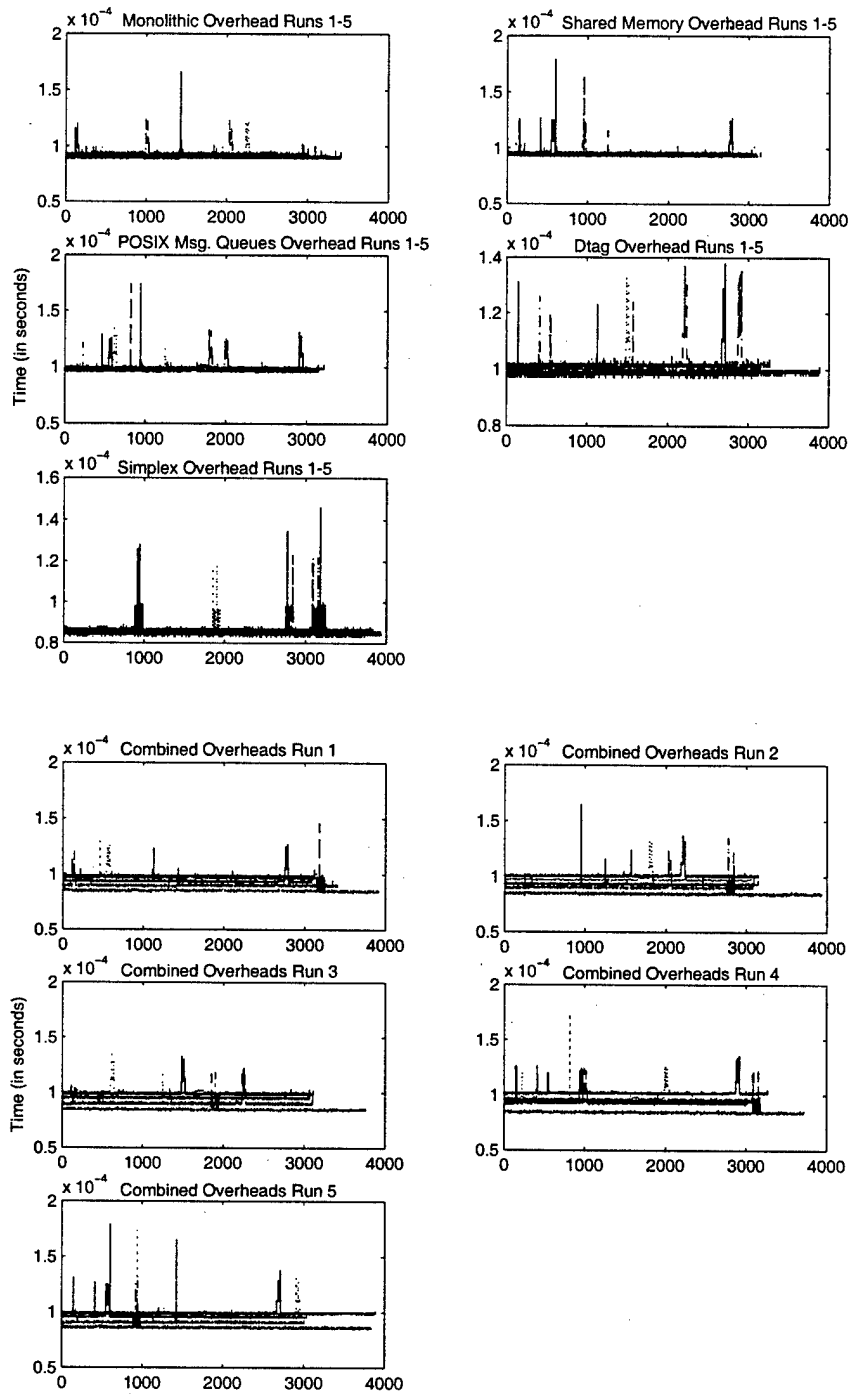 x 10⁻⁴ Monolithic Overhead Runs 1-5
2
1.5
1
0.5
0 1000 2000 3000 4000
x 10⁻⁴ Shared Memory Overhead Runs 1-5
2
1.5
1
0.5
0 1000 2000 3000 4000
Time (in seconds)
x 10⁻⁴ POSIX Msg. Queues Overhead Runs 1-5
2
1.5
1
0.5
0 1000 2000 3000 4000
x 10⁻⁴ Dtag Overhead Runs 1-5
1.4
1.2
1
0.8
0 1000 2000 3000 4000
x 10⁻⁴ Simplex Overhead Runs 1-5
1.6
1.4
1.2
1
0.8
0 1000 2000 3000 4000
x 10⁻⁴ Combined Overheads Run 1
2
1.5
1
0.5
0 1000 2000 3000 4000
x 10⁻⁴ Combined Overheads Run 2
2
1.5
1
0.5
0 1000 2000 3000 4000
Time (in seconds)
x 10⁻⁴ Combined Overheads Run 3
2
1.5
1
0.5
0 1000 2000 3000 4000
x 10⁻⁴ Combined Overheads Run 4
2
1.5
1
0.5
0 1000 2000 3000 4000
x 10⁻⁴ Combined Overheads Run 5
2
1.5
1
0.5
0 1000 2000 3000 4000